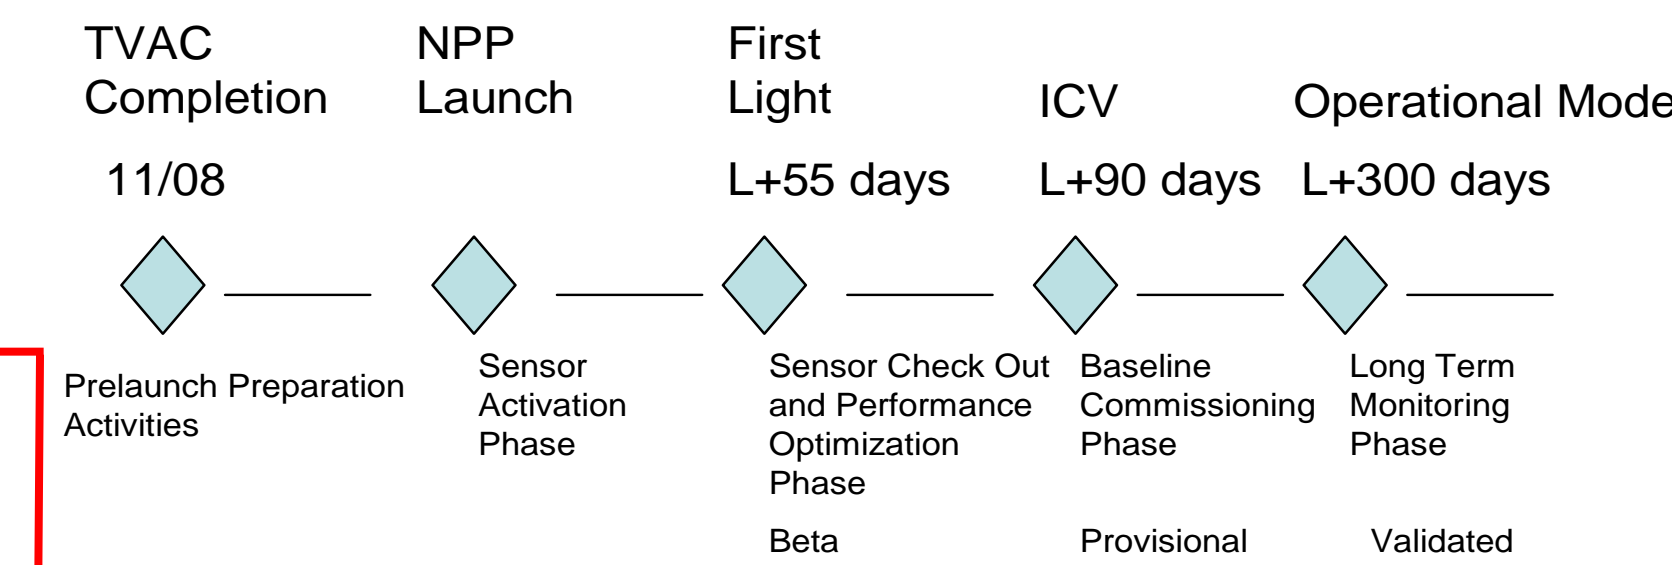 TVAC
Completion
NPP
Launch
First
Light
ICV
Operational Mode
11/08
L+55 days
L+90 days
L+300 days
Prelaunch Preparation
Activities
Sensor
Activation
Phase
Sensor Check Out
and Performance
Optimization
Phase
Baseline
Commissioning
Phase
Long Term
Monitoring
Phase
Beta
Provisional
Validated